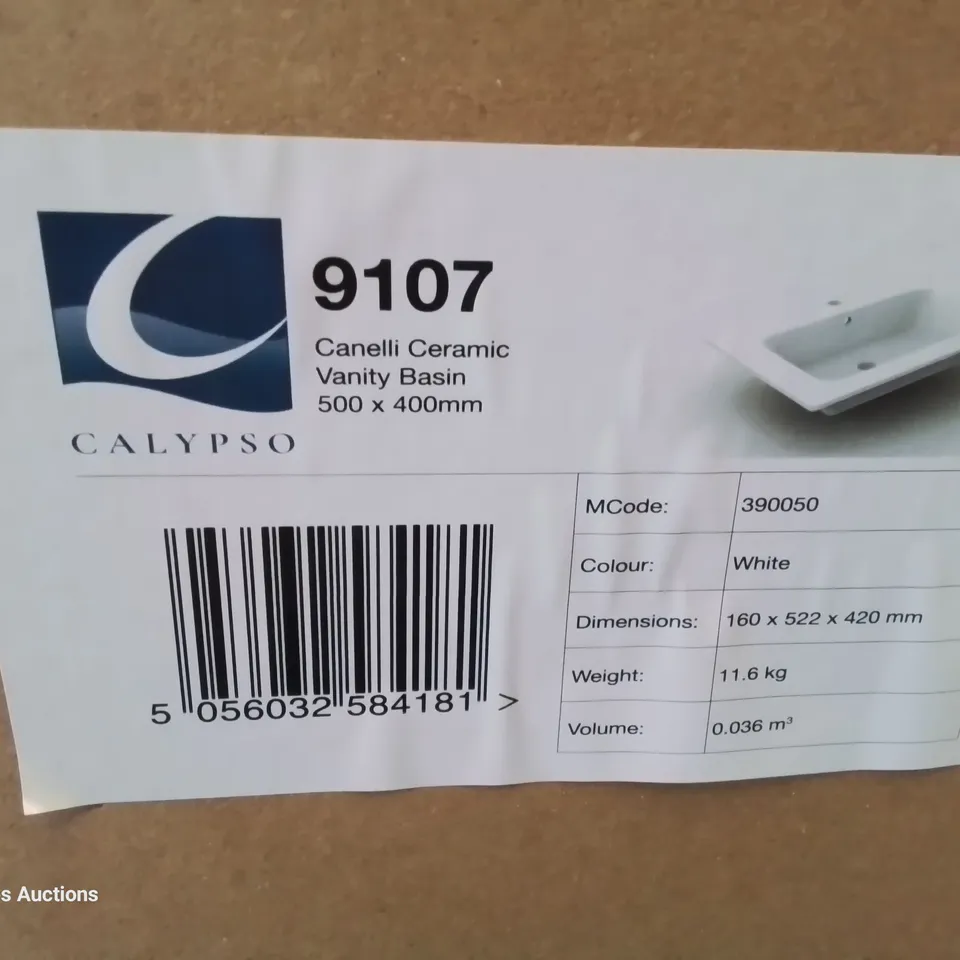 9107
Canelli Ceramic
Vanity Basin
500 x 400mm
CALYPSO
MCode: 390050
Colour: White
Dimensions: 160 x 522 x 420 mm
Weight: 11.6 kg
Volume: 0.036 m³
5 056032 584181 >
s Auctions